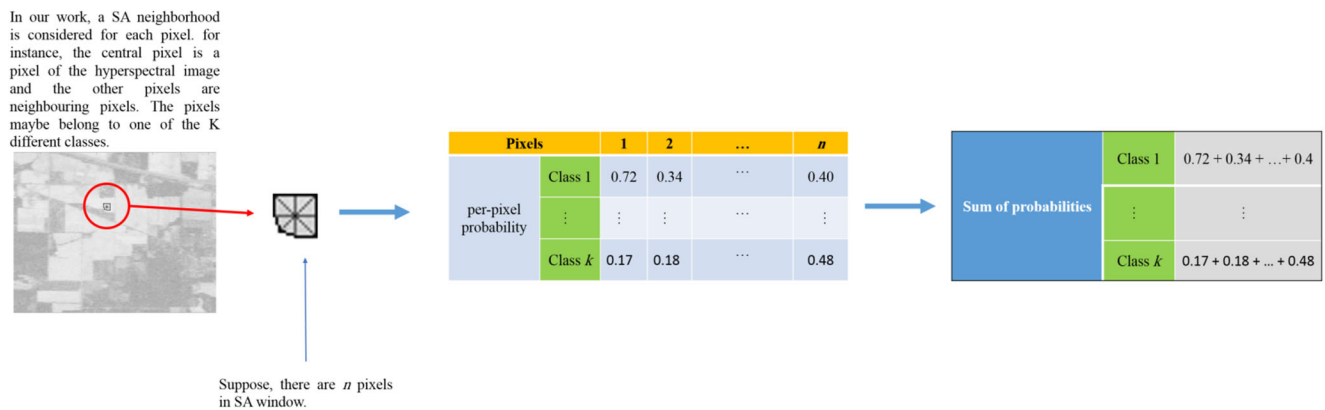 In our work, a SA neighborhood
is considered for each pixel. for
instance, the central pixel is a
pixel of the hyperspectral image
and the other pixels are
neighbouring pixels. The pixels
maybe belong to one of the K
different classes.
Suppose, there are n pixels
in SA window.
Pixels 1 2 ... n
per-pixel
probability
Class 1 0.72 0.34 ... 0.40
⋮ ⋮ ⋮ ... ⋮
Class k 0.17 0.18 ... 0.48
Sum of probabilities
Class 1 0.72 + 0.34 + ...+ 0.4
⋮ ⋮
Class k 0.17 + 0.18 + ... + 0.48